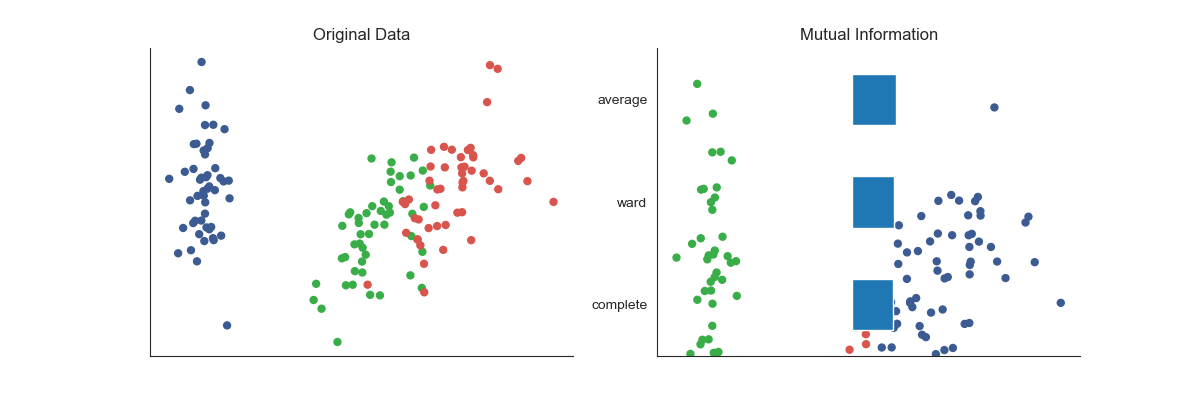 Original Data
Mutual Information
average
ward
complete